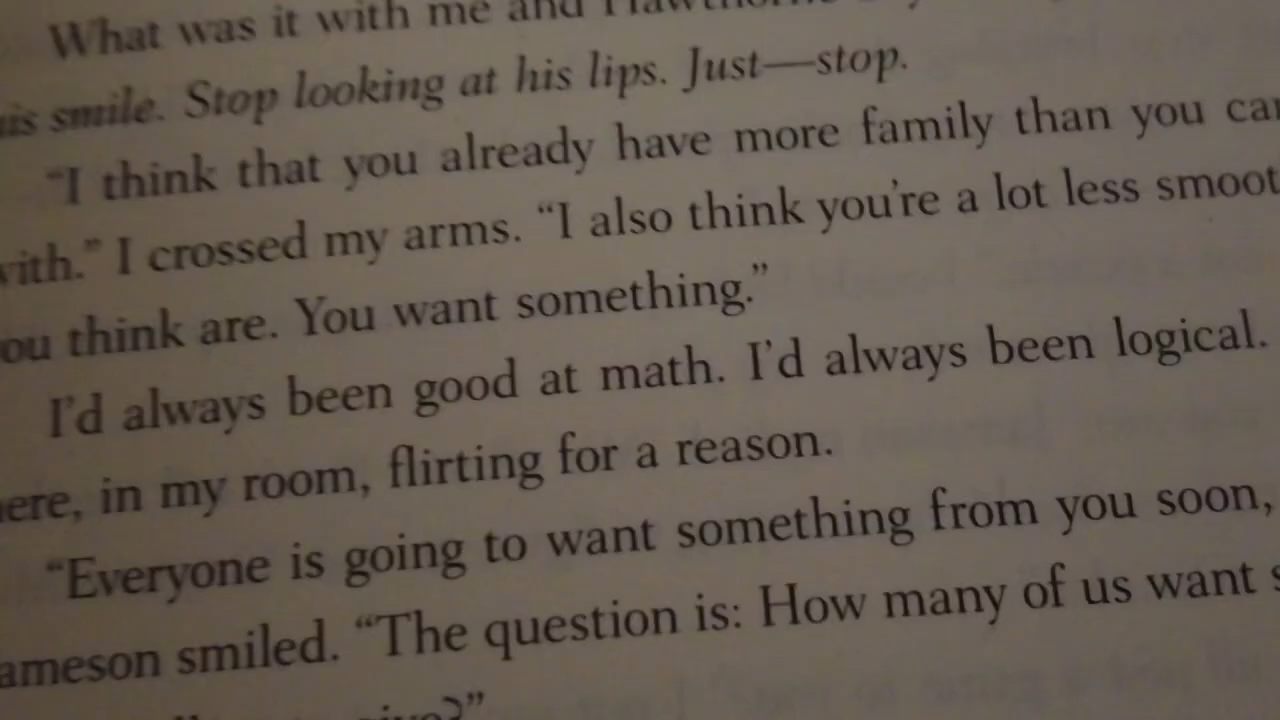 What was it with me and
smile. Stop looking at his lips. Just—stop.
“I think that you already have more family than you
with.” I crossed my arms. “I also think you’re a lot less
think are. You want something.”
I’d always been good at math. I’d always been logical.
in my room, flirting for a reason.
“Everyone is going to want something from you soon,
smiled. “The question is: How many of us want